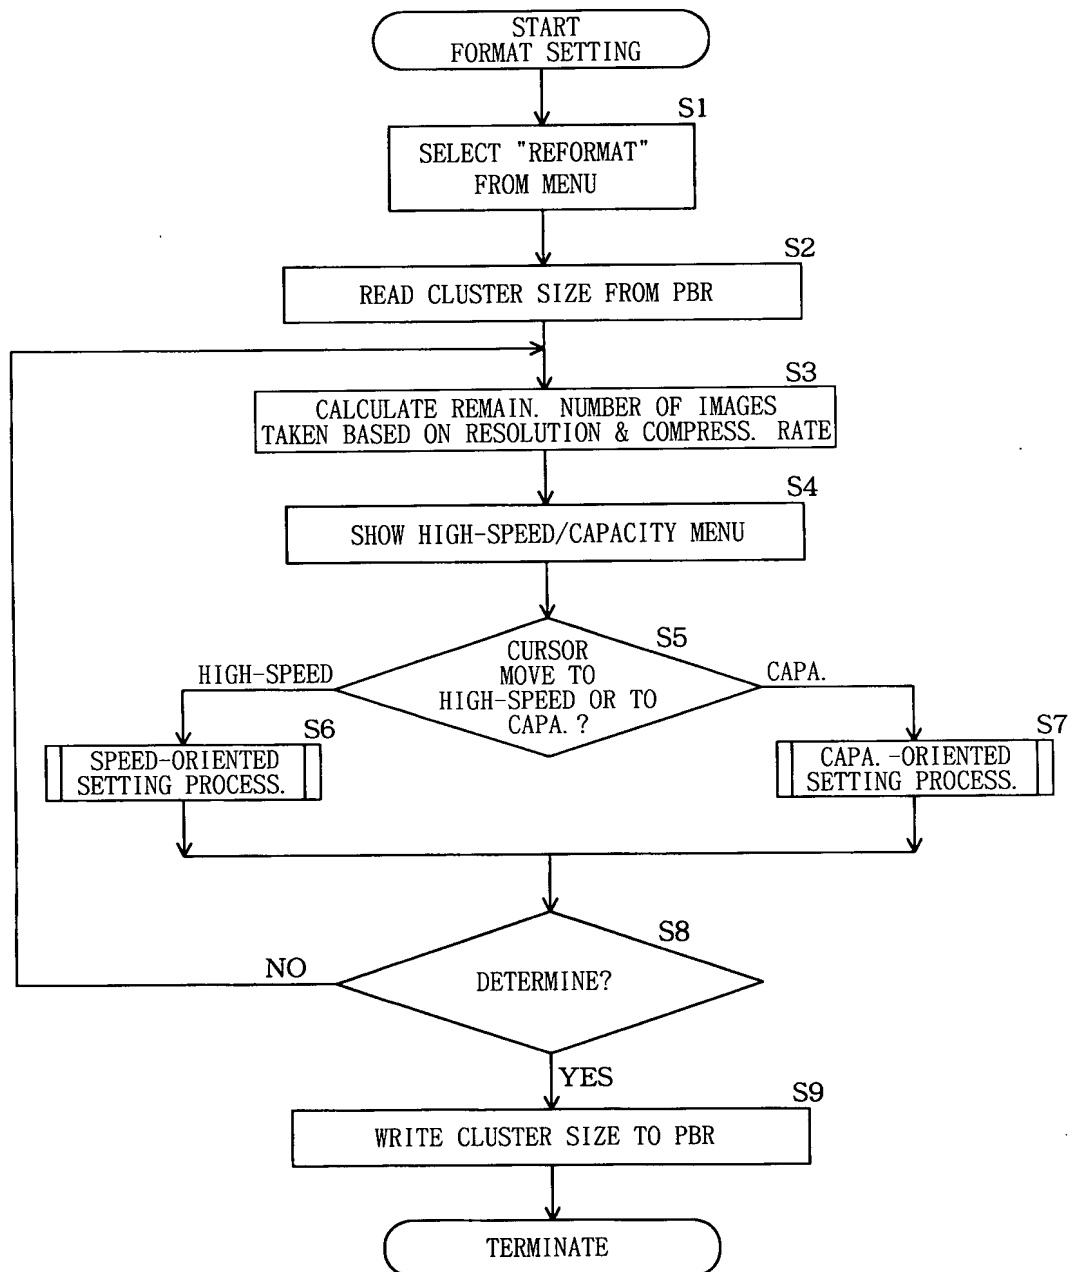 START
FORMAT SETTING
S1
SELECT "REFORMAT"
FROM MENU
S2
READ CLUSTER SIZE FROM PBR
S3
CALCULATE REMAIN. NUMBER OF IMAGES
TAKEN BASED ON RESOLUTION & COMPRESS. RATE
S4
SHOW HIGH-SPEED/CAPACITY MENU
S5
CURSOR
MOVE TO
HIGH-SPEED OR TO
CAPA.?
HIGH-SPEED
CAPA.
S6
SPEED-ORIENTED
SETTING PROCESS.
S7
CAPA.-ORIENTED
SETTING PROCESS.
S8
DETERMINE?
NO
YES
S9
WRITE CLUSTER SIZE TO PBR
TERMINATE